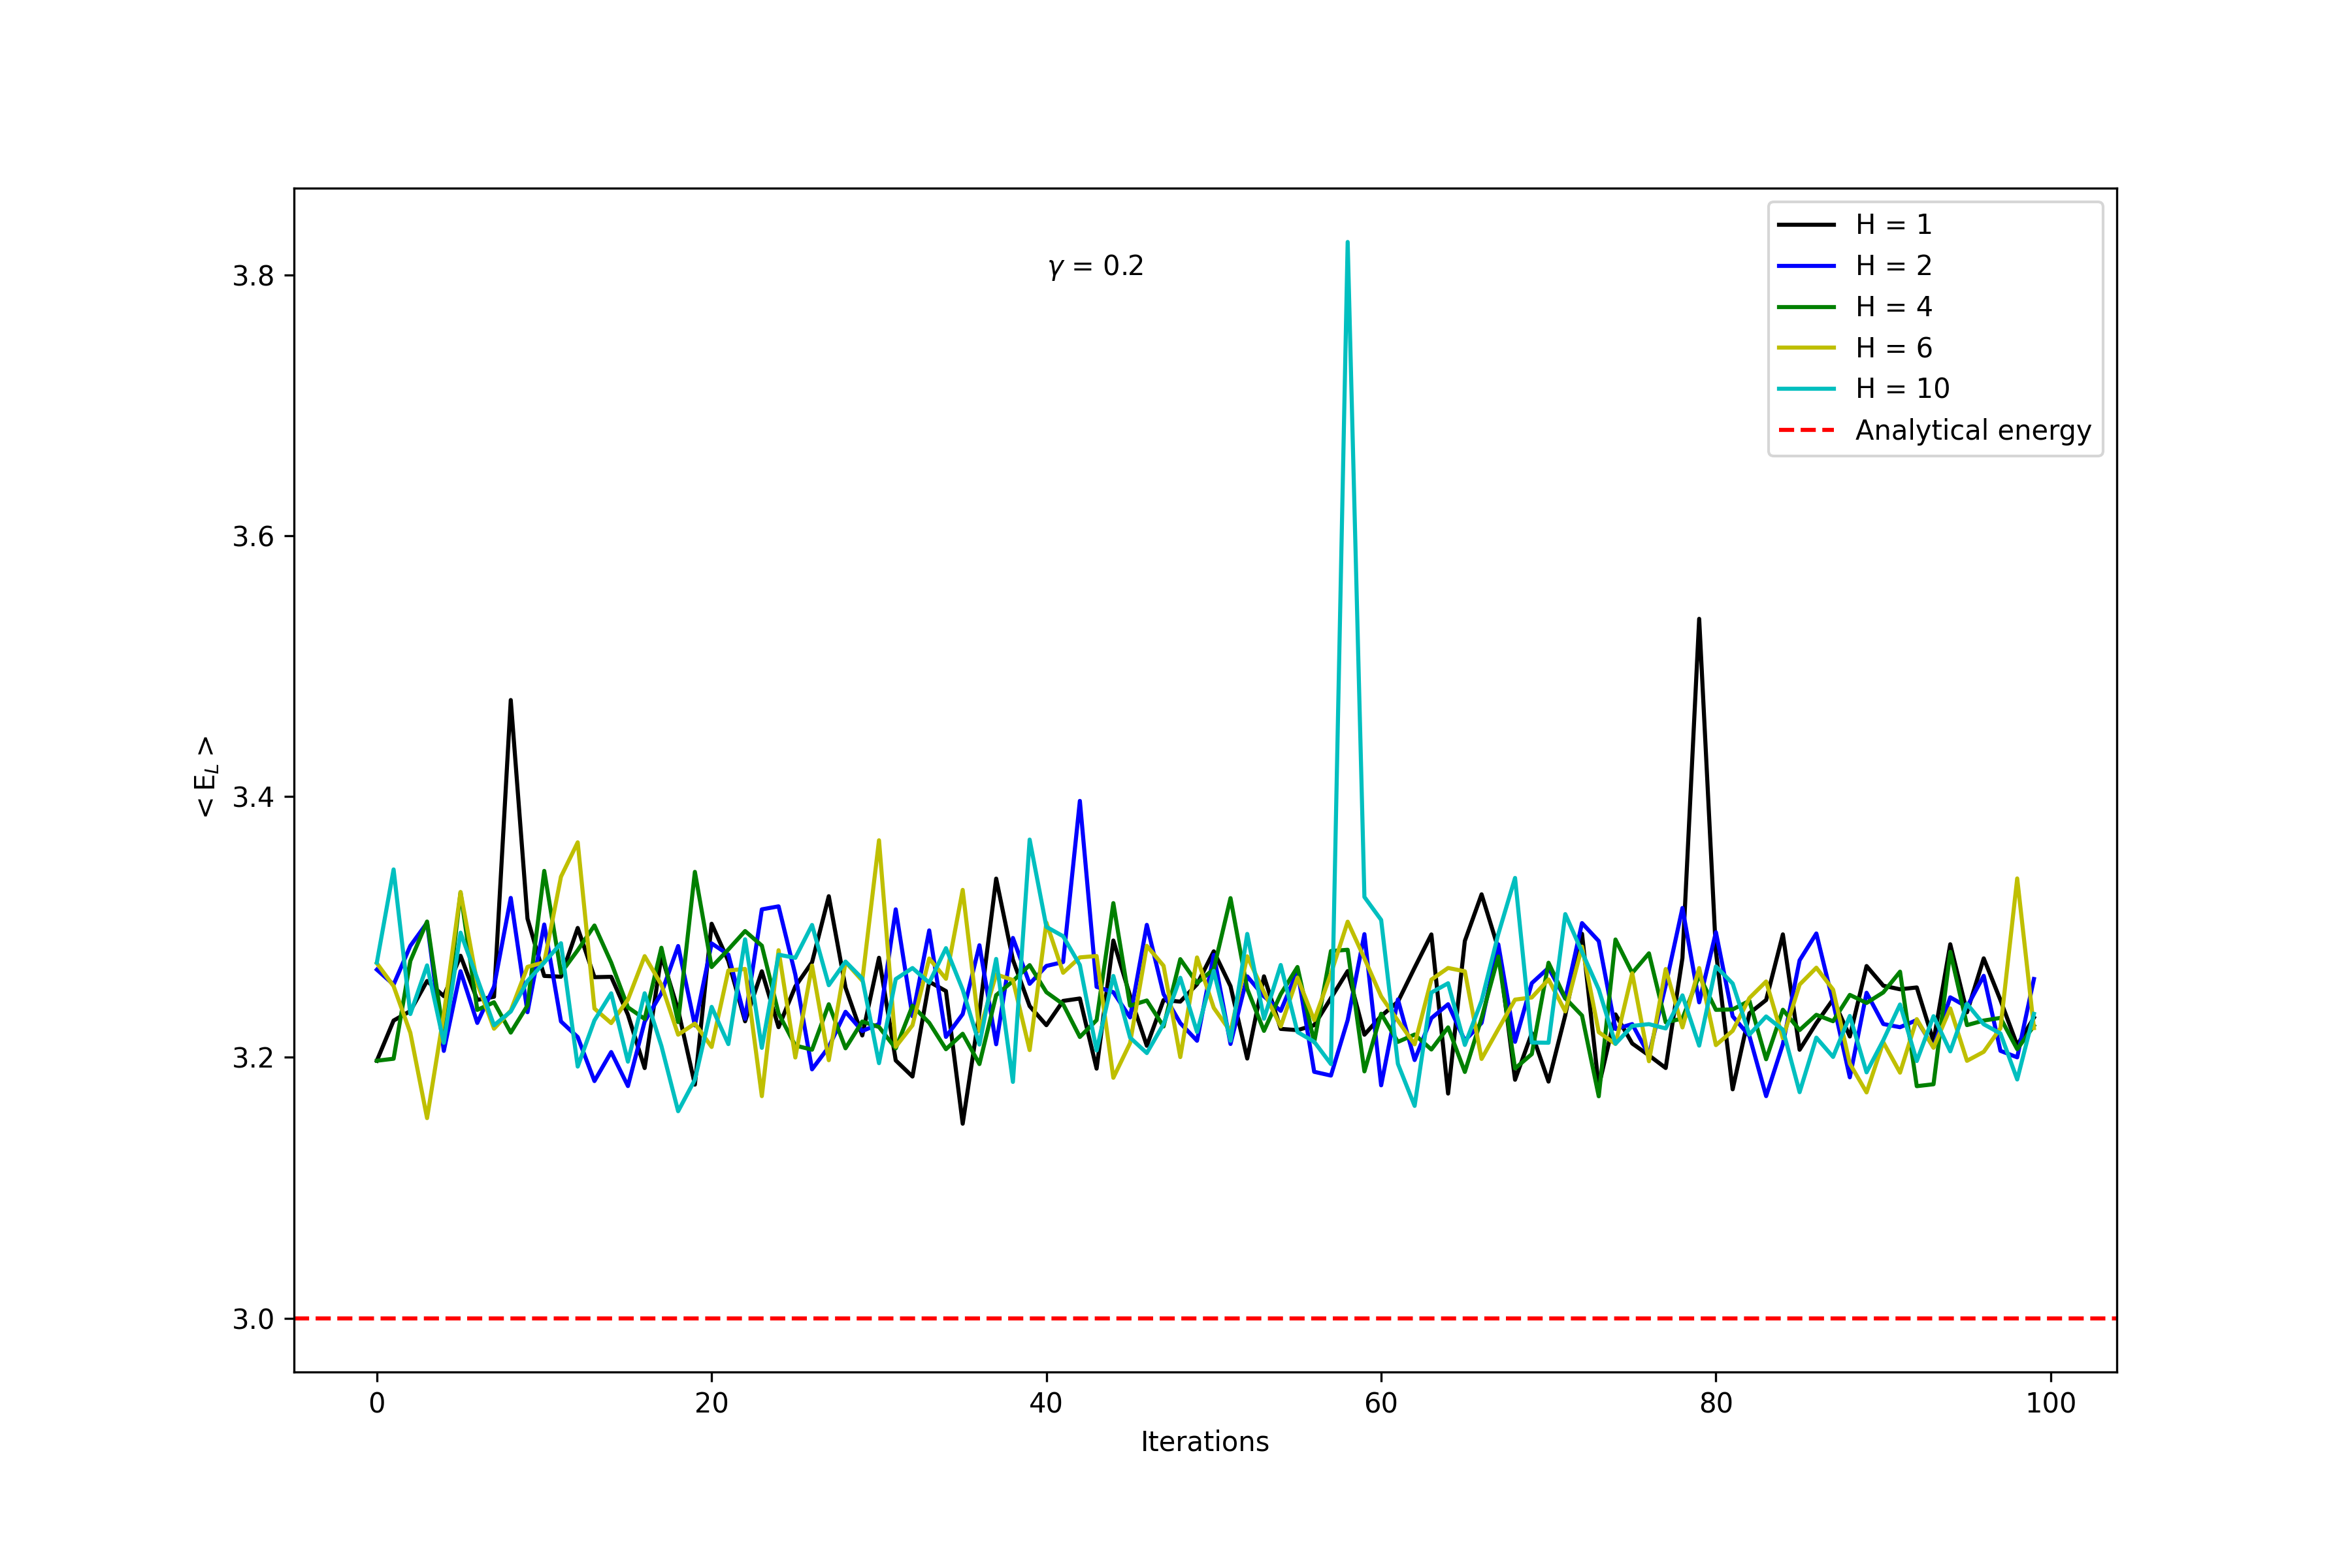 γ = 0.2
H = 1
H = 2
H = 4
H = 6
H = 10
Analytical energy
3.8
3.6
3.4
3.2
3.0
< E_L >
0 20 40 60 80 100
Iterations